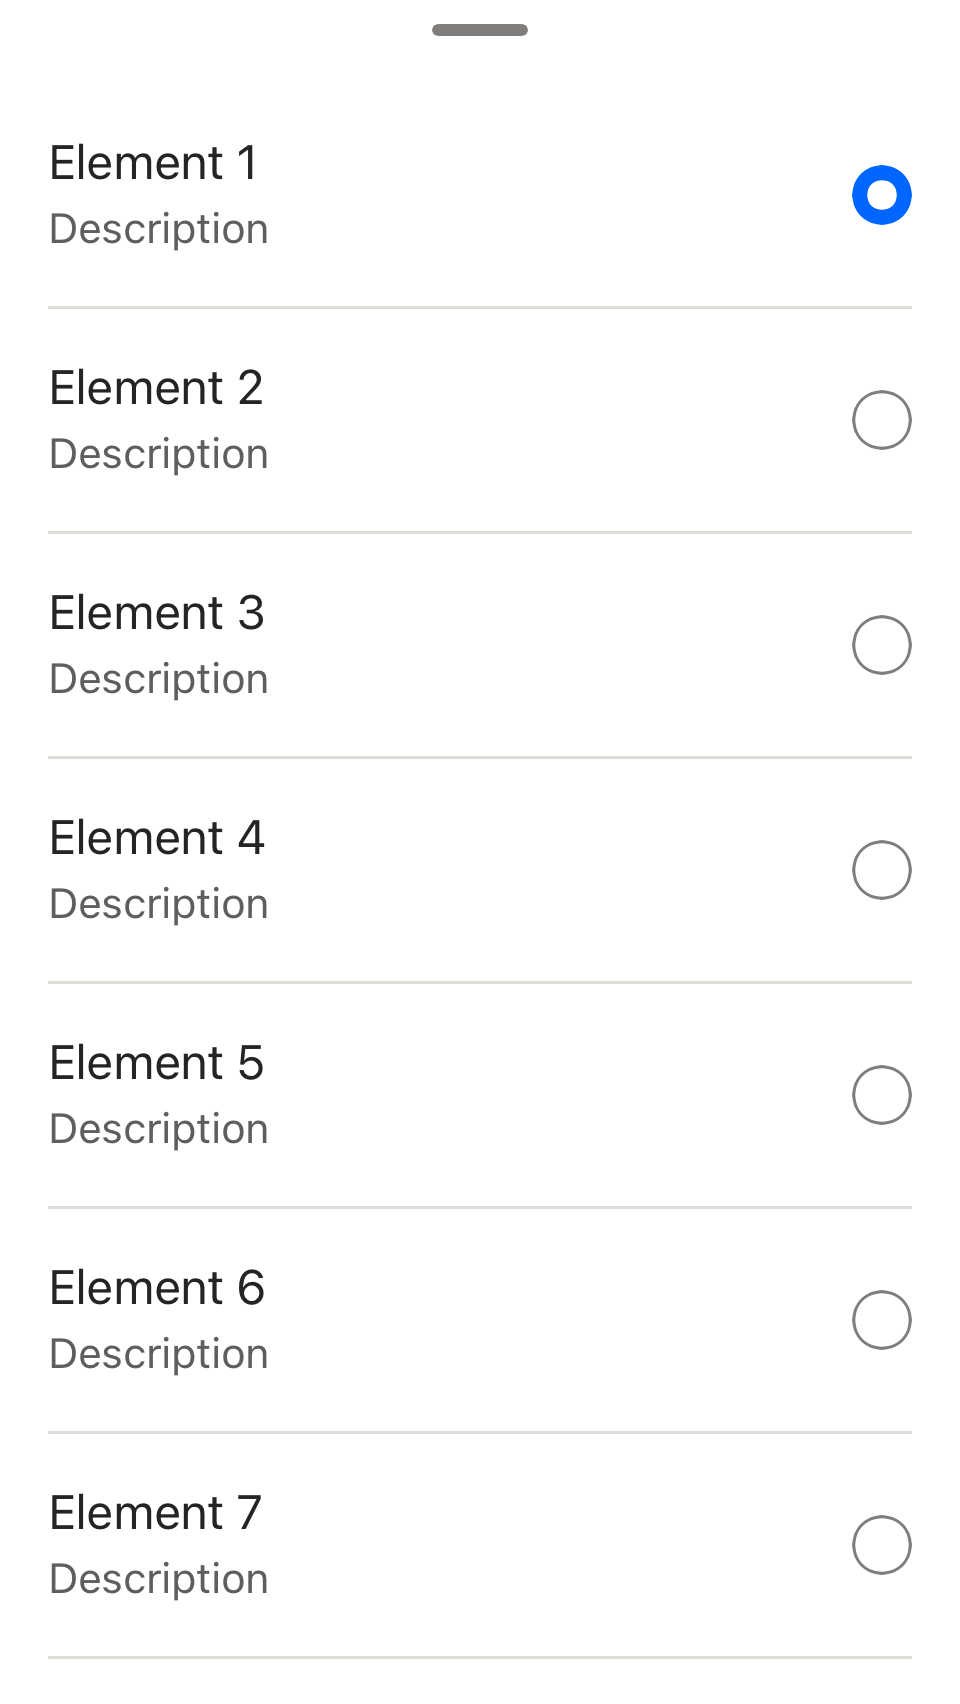 Element 1
Description
Element 2
Description
Element 3
Description
Element 4
Description
Element 5
Description
Element 6
Description
Element 7
Description